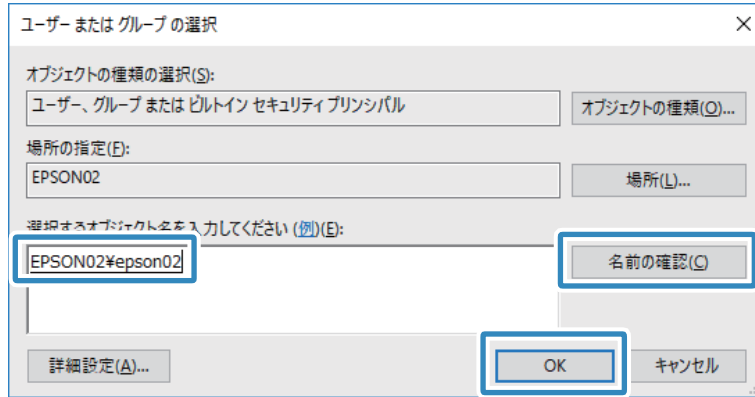 ユーザー または グループ の選択
オブジェクトの種類の選択(S):
ユーザー、グループ または ビルトイン セキュリティ プリンシパル
オブジェクトの種類(O)...
場所の指定(F):
EPSON02
場所(L)...
選択するオブジェクト名を入力してください (例)(E):
EPSON02¥epson02
名前の確認(C)
詳細設定(A)...
OK
キャンセル